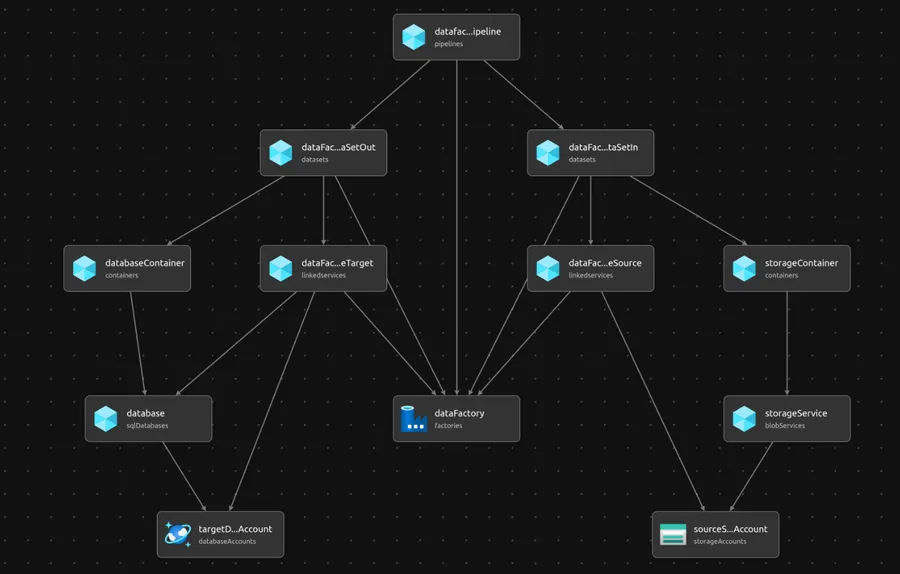 datafac...ipeline
pipelines
dataFac...aSetOut
datasets
dataFac...taSetIn
datasets
databaseContainer
containers
dataFac...eTarget
linkedservices
dataFac...eSource
linkedservices
storageContainer
containers
database
sqlDatabases
dataFactory
factories
storageService
blobServices
targetD...Account
databaseAccounts
sourceS...Account
storageAccounts